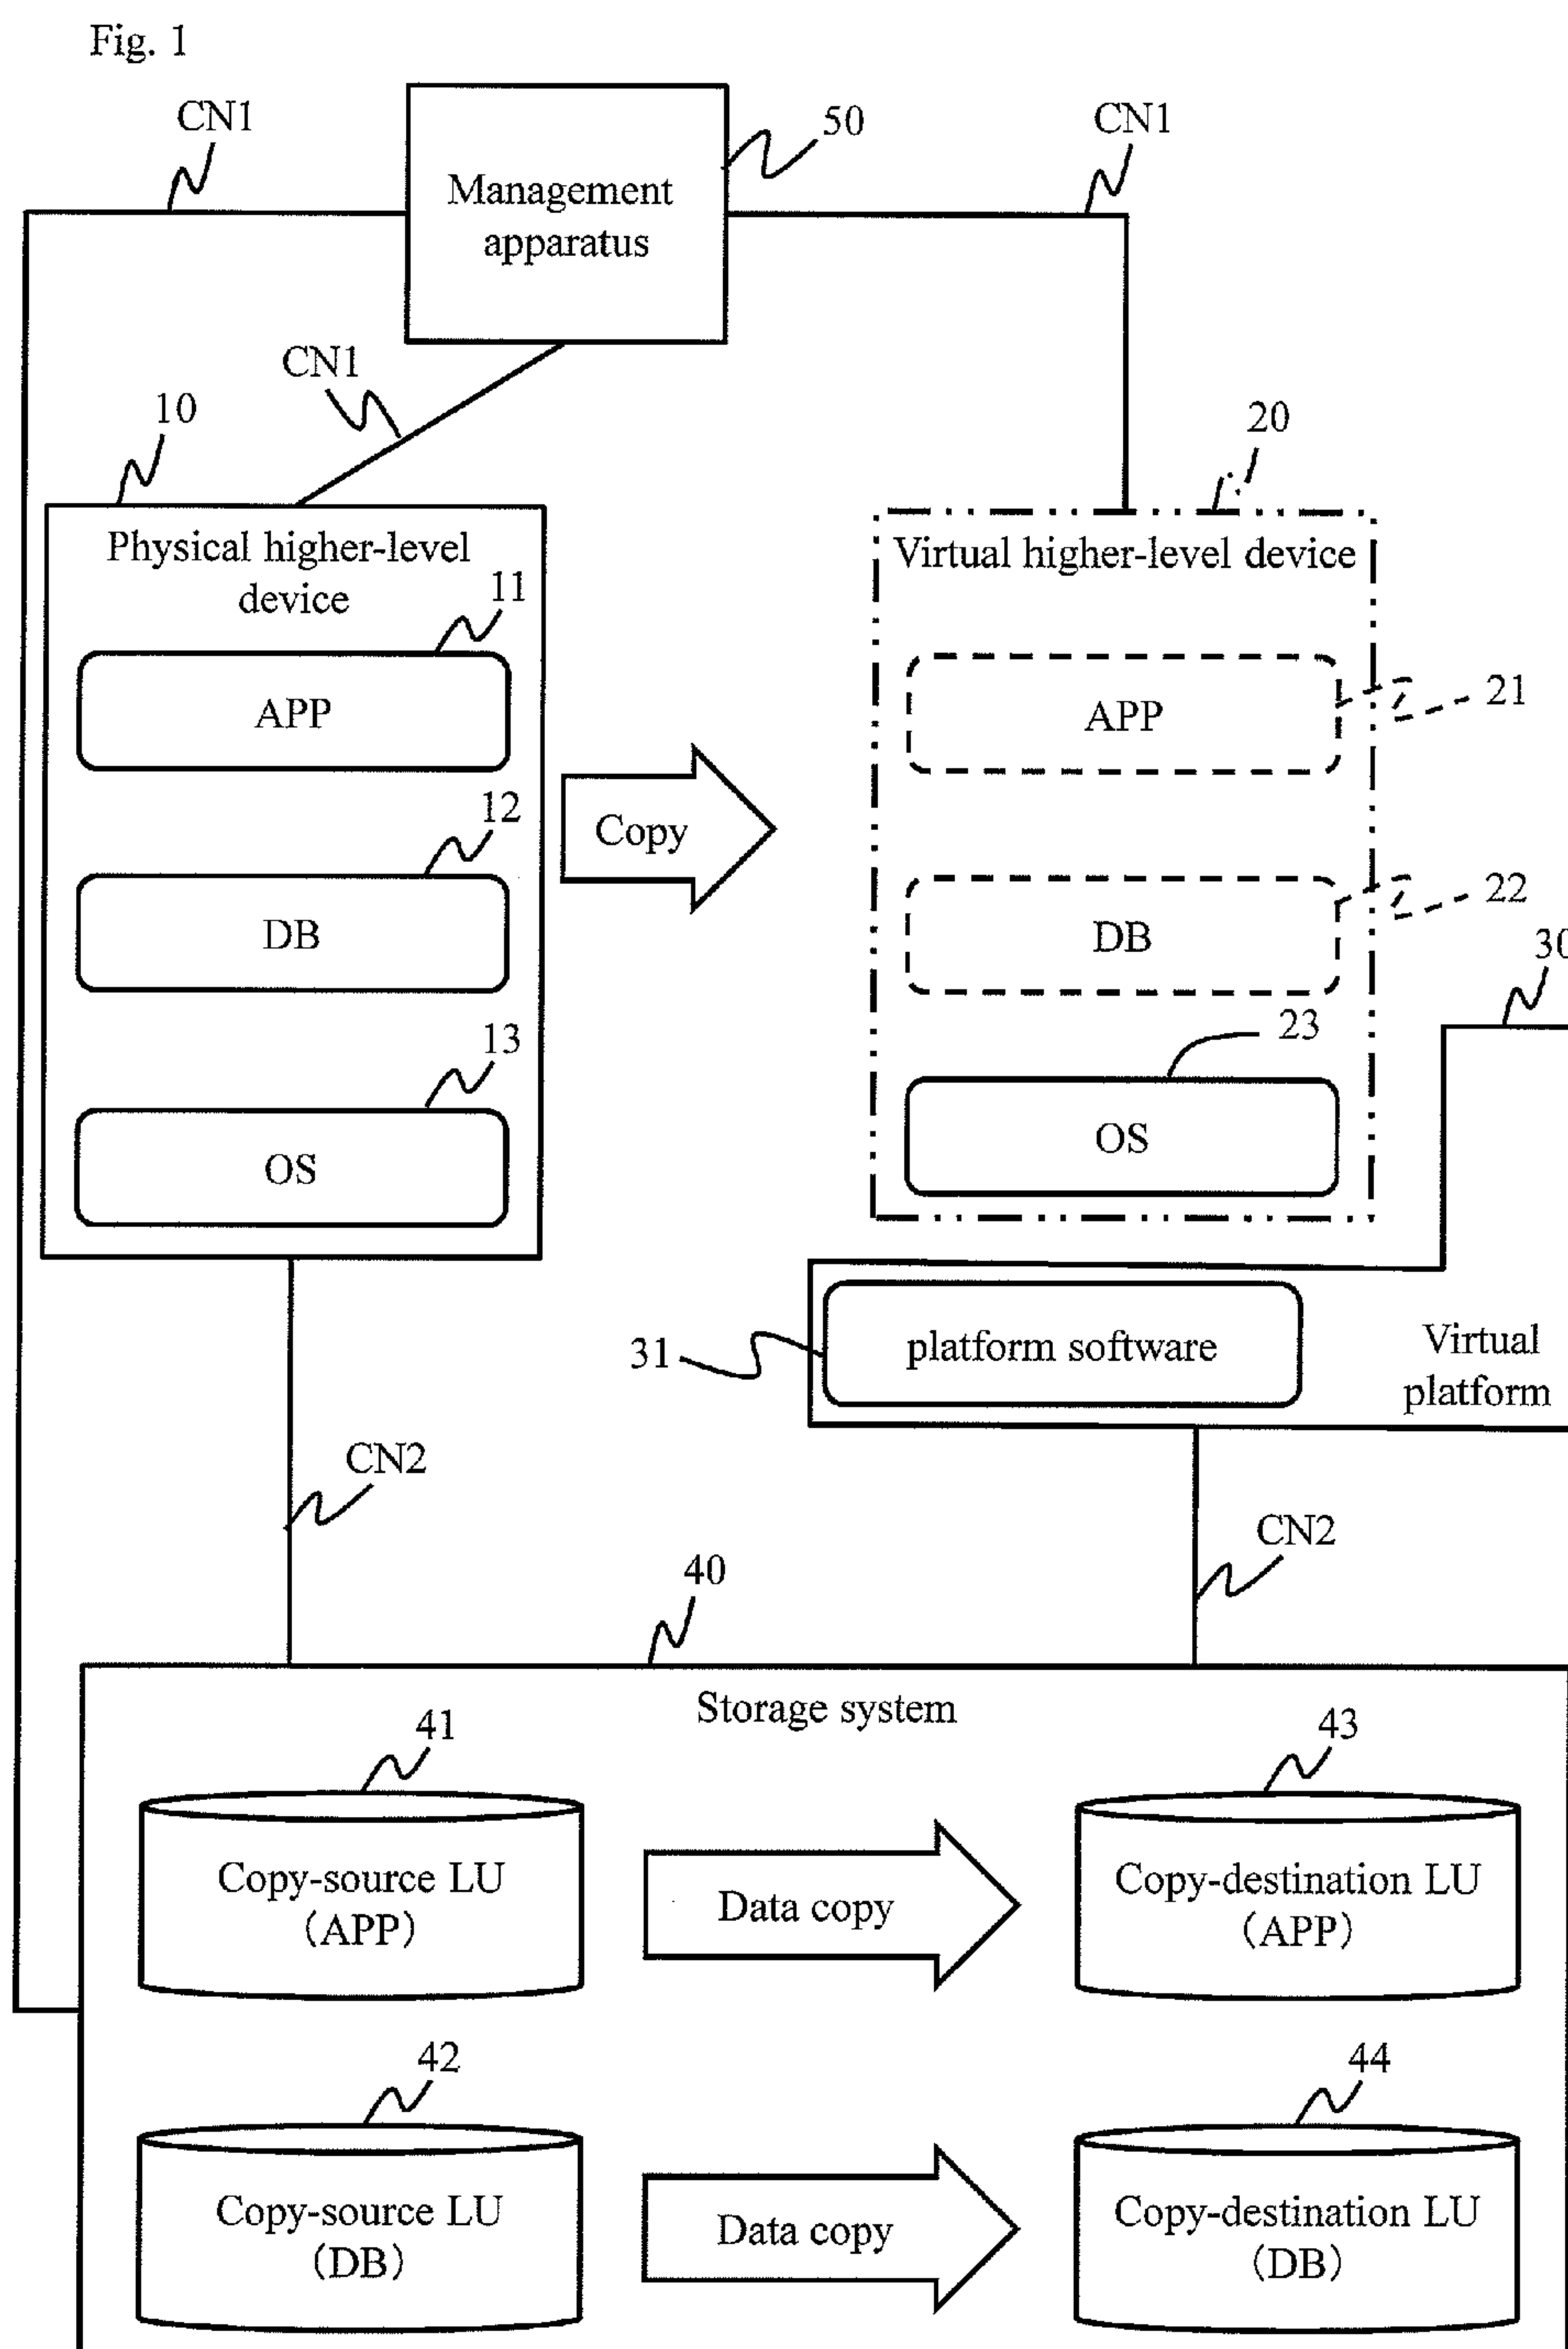 Fig. 1
CN1
50
CN1
Management
apparatus
CN1
10
20
Physical higher-level
device
Virtual higher-level device
11
APP
APP
21
12
Copy
DB
DB
22
30
13
23
OS
OS
31
platform software
Virtual
platform
CN2
CN2
40
Storage system
41
43
Copy-source LU
(APP)
Data copy
Copy-destination LU
(APP)
42
44
Copy-source LU
(DB)
Data copy
Copy-destination LU
(DB)